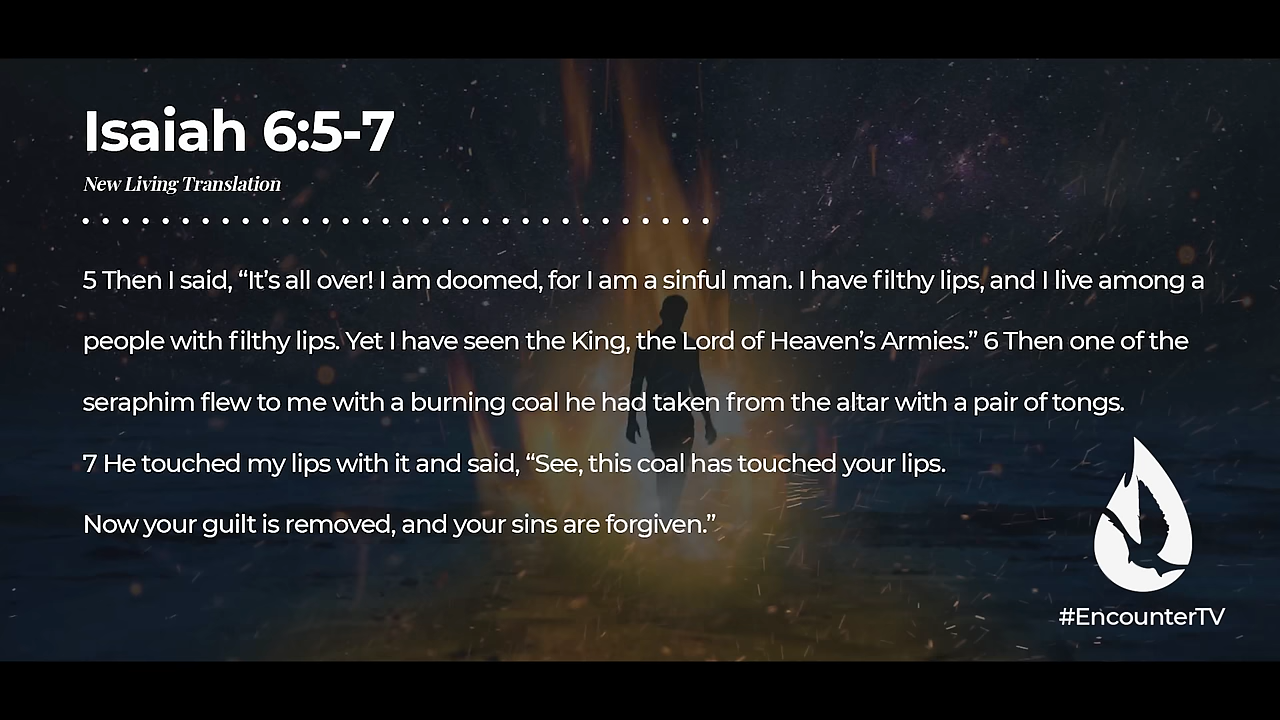 Isaiah 6:5-7
New Living Translation
5 Then I said, “It’s all over! I am doomed, for I am a sinful man. I have filthy lips, and I live among a
people with filthy lips. Yet I have seen the King, the Lord of Heaven’s Armies.” 6 Then one of the
seraphim flew to me with a burning coal he had taken from the altar with a pair of tongs.
7 He touched my lips with it and said, “See, this coal has touched your lips.
Now your guilt is removed, and your sins are forgiven.”
#EncounterTV